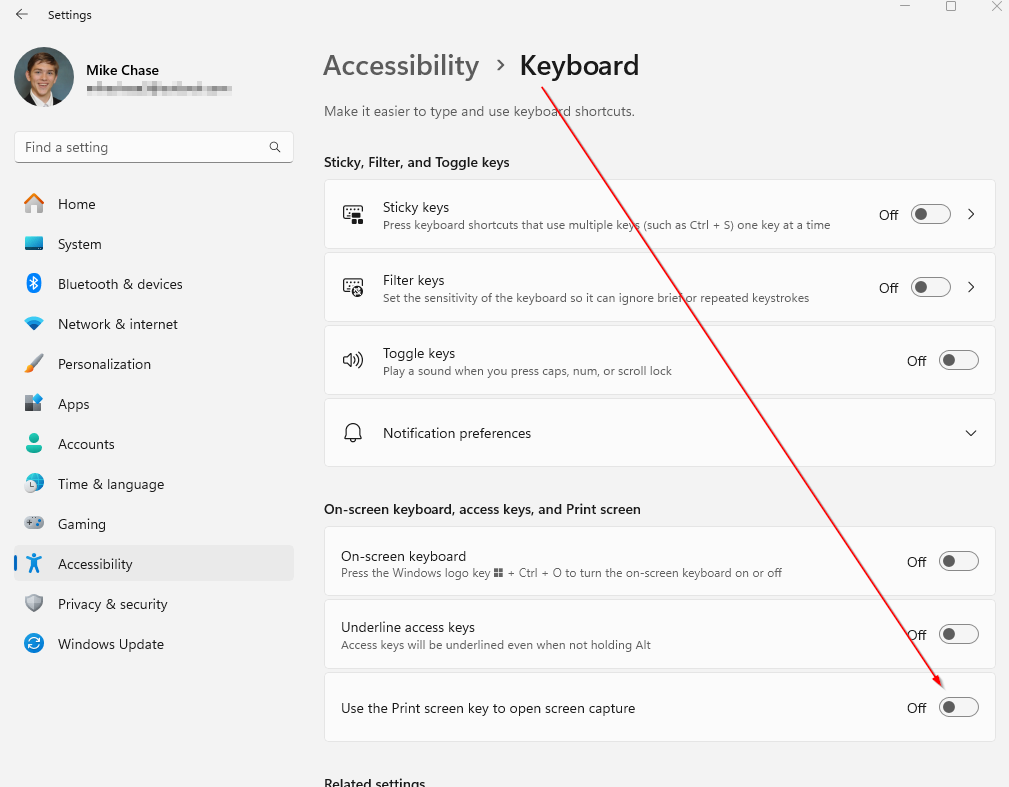 Settings
Mike Chase
Find a setting
Home
System
Bluetooth & devices
Network & internet
Personalization
Apps
Accounts
Time & language
Gaming
Accessibility
Privacy & security
Windows Update
Accessibility > Keyboard
Make it easier to type and use keyboard shortcuts.
Sticky, Filter, and Toggle keys
Sticky keys
Press keyboard shortcuts that use multiple keys (such as Ctrl + S) one key at a time
Off
Filter keys
Set the sensitivity of the keyboard so it can ignore brief or repeated keystrokes
Off
Toggle keys
Play a sound when you press caps, num, or scroll lock
Off
Notification preferences
On-screen keyboard, access keys, and Print screen
On-screen keyboard
Press the Windows logo key + Ctrl + O to turn the on-screen keyboard on or off
Off
Underline access keys
Access keys will be underlined even when not holding Alt
Off
Use the Print screen key to open screen capture
Off
Related settings